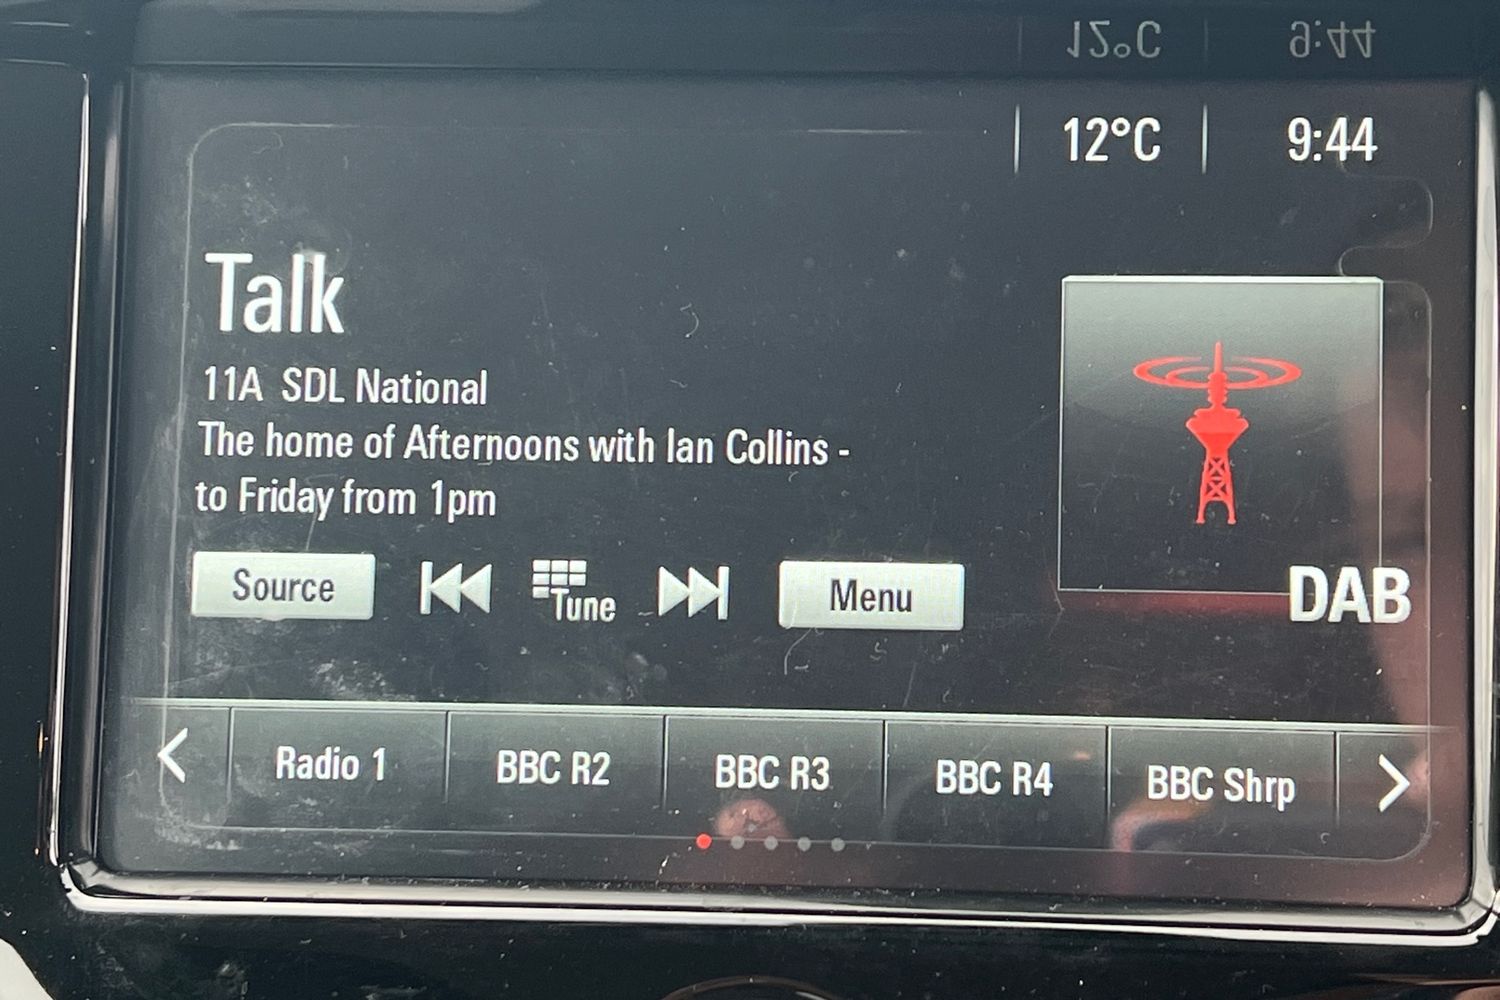 12°C 9:44
Talk
11A SDL National
The home of Afternoons with Ian Collins -
to Friday from 1pm
Source Tune Menu
DAB
Radio 1 BBC R2 BBC R3 BBC R4 BBC Shrp